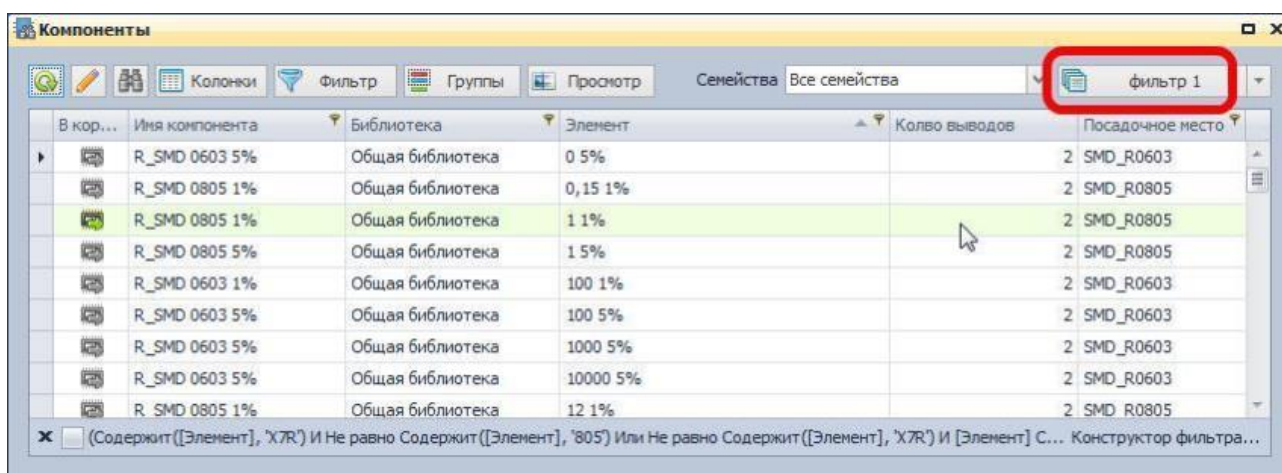 Компоненты
Колонки Фильтр Группы Просмотр Семейства Все семейства фильтр 1
В кор... Имя компонента Библиотека Элемент Колво выводов Посадочное место
R_SMD 0603 5% Общая библиотека 0 5% 2 SMD_R0603
R_SMD 0805 1% Общая библиотека 0,15 1% 2 SMD_R0805
R_SMD 0805 1% Общая библиотека 1 1% 2 SMD_R0805
R_SMD 0805 5% Общая библиотека 1 5% 2 SMD_R0805
R_SMD 0603 1% Общая библиотека 100 1% 2 SMD_R0603
R_SMD 0603 5% Общая библиотека 100 5% 2 SMD_R0603
R_SMD 0603 5% Общая библиотека 1000 5% 2 SMD_R0603
R_SMD 0603 5% Общая библиотека 10000 5% 2 SMD_R0603
R_SMD 0805 1% Общая библиотека 12 1% 2 SMD_R0805
(Содержит([Элемент], 'X7R') И Не равно Содержит([Элемент], '805') Или Не равно Содержит([Элемент], 'X7R') И [Элемент] С... Конструктор фильтра...